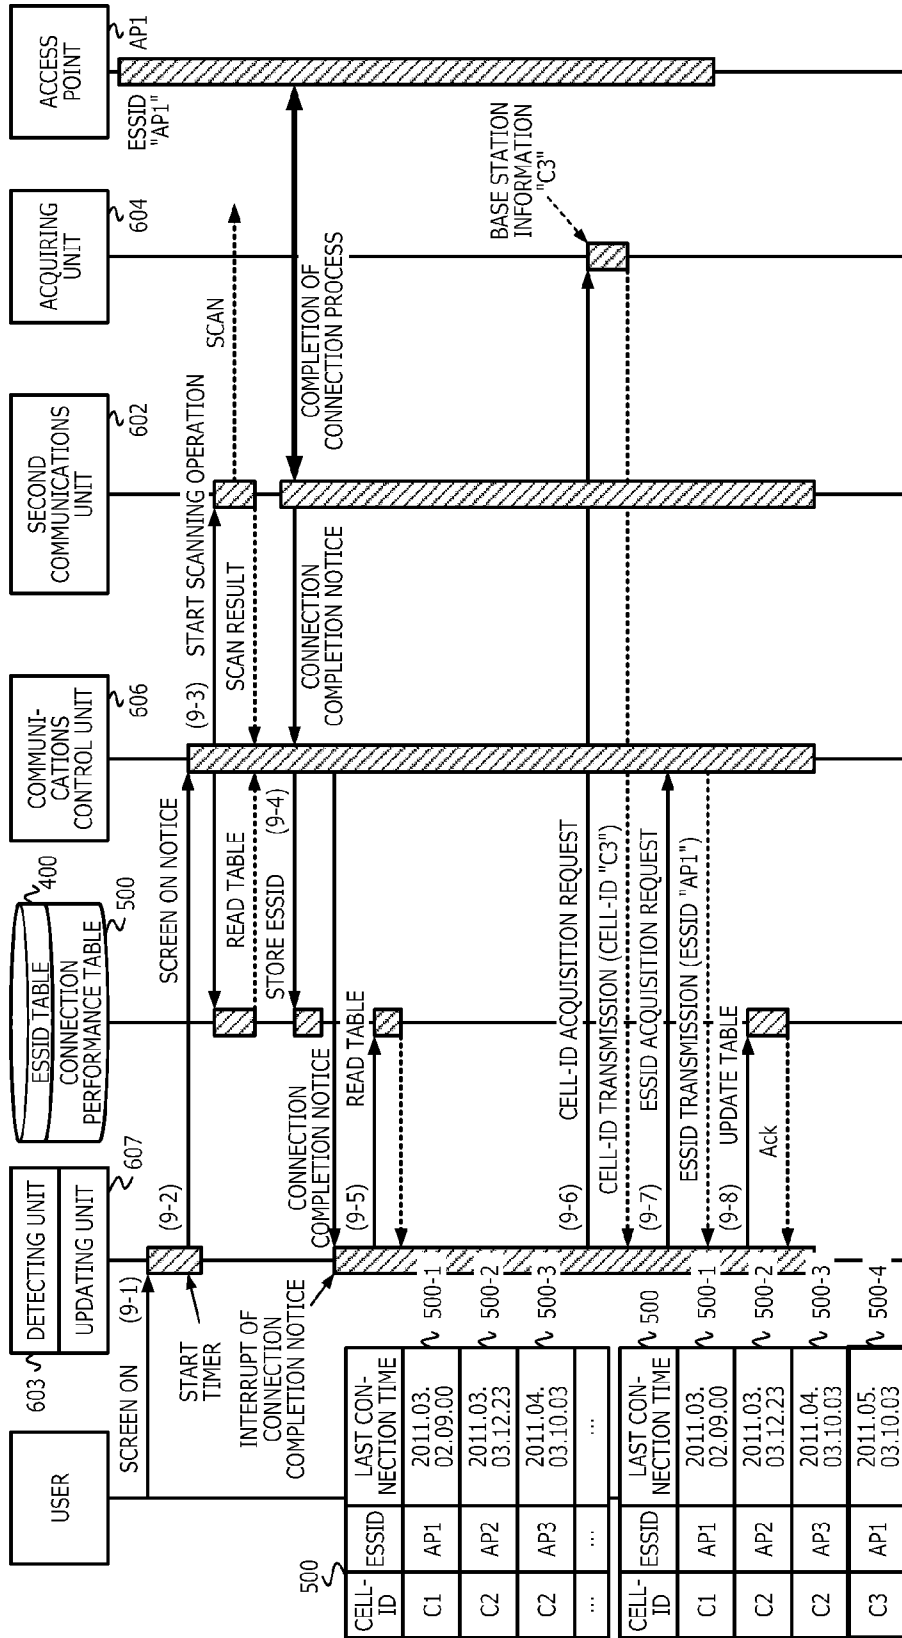 USER
603
DETECTING UNIT
UPDATING UNIT
607
ESSID TABLE
400
CONNECTION
PERFORMANCE TABLE
500
COMMUNI-
CATIONS
CONTROL UNIT
606
SECOND
COMMUNICATIONS
UNIT
602
ACQUIRING
UNIT
604
ACCESS
POINT
AP1
ESSID
"AP1"
SCREEN ON
(9-1)
START
TIMER
(9-2)
SCREEN ON NOTICE
(9-3)
START SCANNING OPERATION
SCAN
READ TABLE
SCAN RESULT
STORE ESSID
(9-4)
CONNECTION
COMPLETION NOTICE
COMPLETION OF
CONNECTION PROCESS
CONNECTION
COMPLETION NOTICE
INTERRUPT OF
CONNECTION
COMPLETION NOTICE
(9-5)
READ TABLE
BASE STATION
INFORMATION
"C3"
(9-6)
CELL-ID ACQUISITION REQUEST
CELL-ID TRANSMISSION (CELL-ID "C3")
(9-7)
ESSID ACQUISITION REQUEST
ESSID TRANSMISSION (ESSID "AP1")
(9-8)
UPDATE TABLE
Ack
500
CELL-
ID
ESSID
LAST CON-
NECTION TIME
C1
AP1
2011.03.
02.09.00
500-1
C2
AP2
2011.03.
03.12.23
500-2
C2
AP3
2011.04.
03.10.03
500-3
...
...
...
CELL-
ID
ESSID
LAST CON-
NECTION TIME
500
C1
AP1
2011.03.
02.09.00
500-1
C2
AP2
2011.03.
03.12.23
500-2
C2
AP3
2011.04.
03.10.03
500-3
C3
AP1
2011.05.
03.10.03
500-4